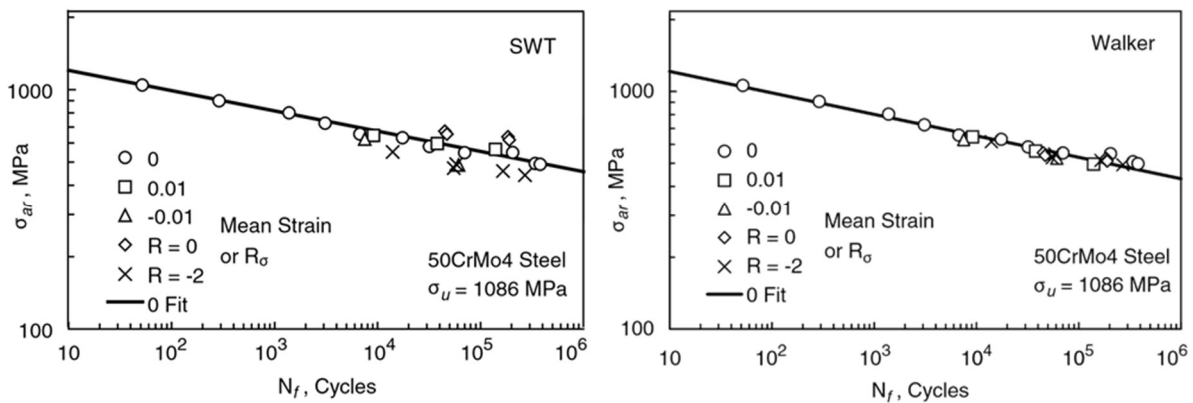 SWT
1000
100
σar , MPa
0
0.01
-0.01
R = 0
R = -2
0 Fit
Mean Strain
or Rσ
50CrMo4 Steel
σu = 1086 MPa
10 10² 10³ 10⁴ 10⁵ 10⁶
Nf , Cycles
Walker
1000
100
σar , MPa
0
0.01
-0.01
R = 0
R = -2
0 Fit
Mean Strain
or Rσ
50CrMo4 Steel
σu = 1086 MPa
10 10² 10³ 10⁴ 10⁵ 10⁶
Nf , Cycles